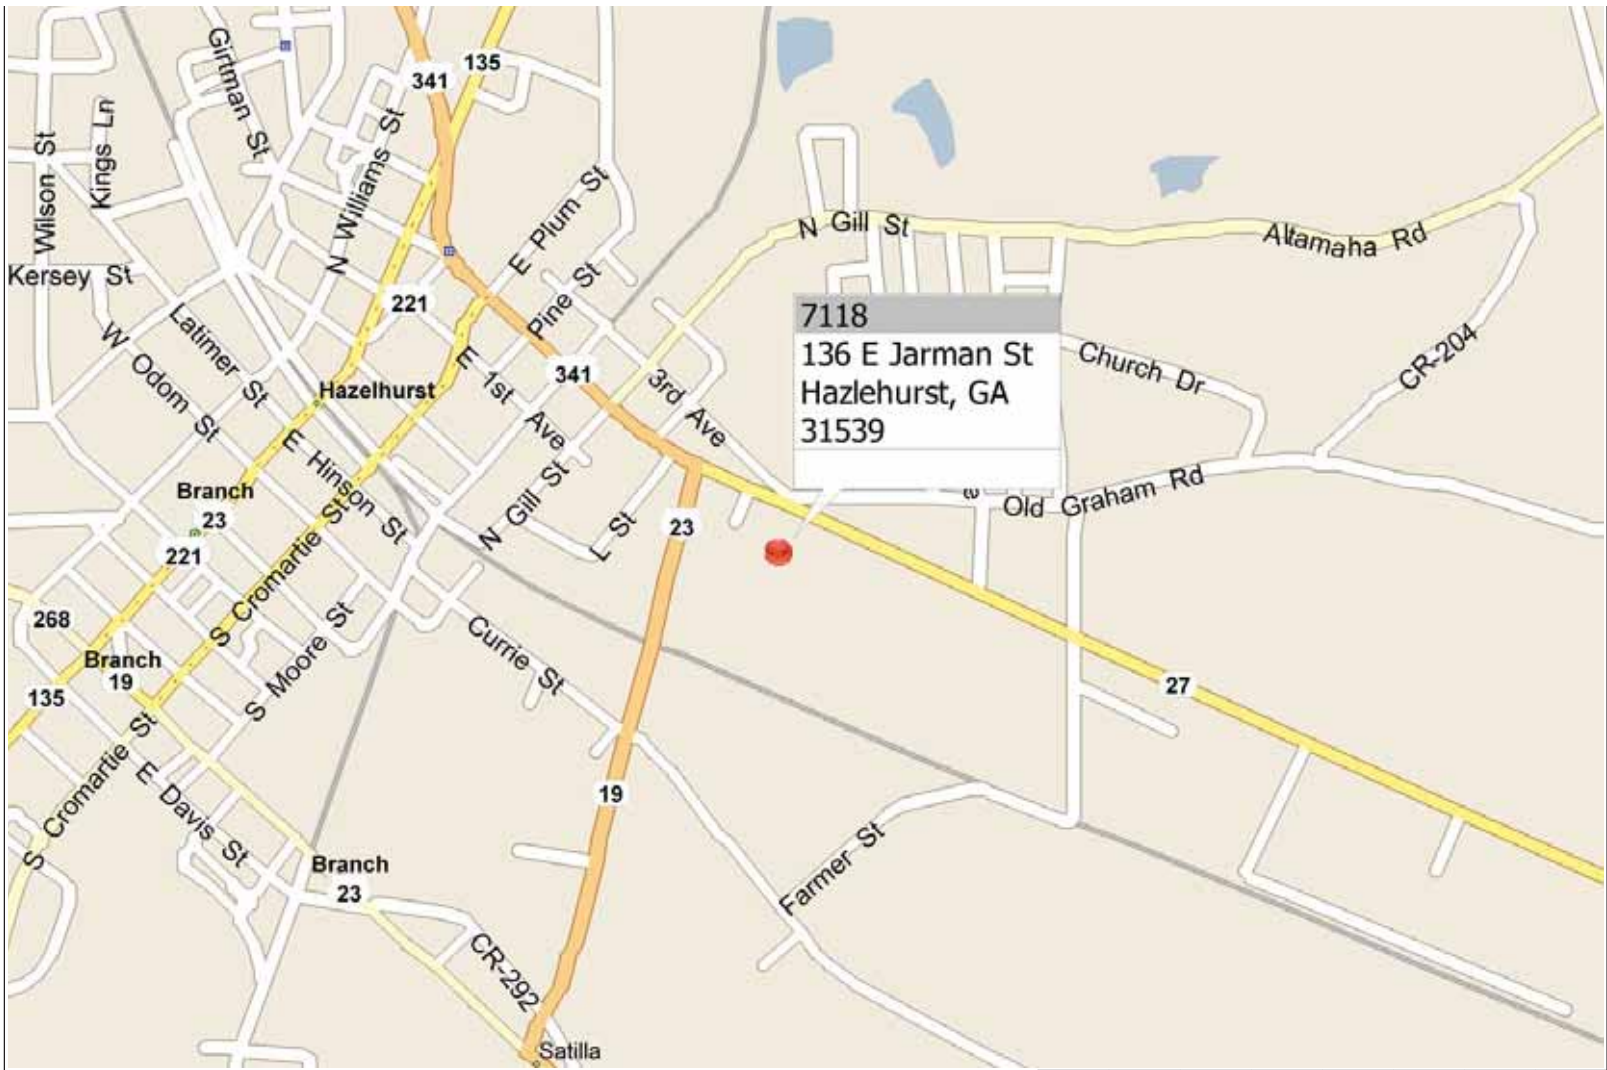 Girtman St
341
135
Wilson St
Kings Ln
N Williams St
E Plum St
N Gill St
Altamaha Rd
Kersey St
221
Pine St
Latimer St
W Odom St
E 1st Ave
341
3rd Ave
7118
136 E Jarman St
Hazlehurst, GA
31539
Church Dr
CR-204
Hazelhurst
E Hinson St
Branch
23
221
N Gill St
L St
23
Old Graham Rd
S Cromartie St
268
S Moore St
Currie St
Branch
19
135
27
S Cromartie St
E Davis St
19
Farmer St
Branch
23
CR-292
Satilla